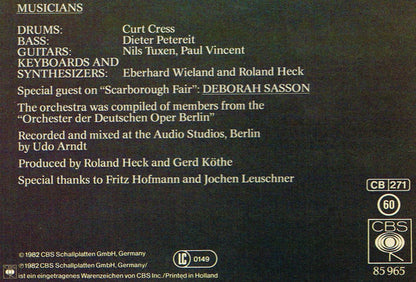 MUSICIANS
DRUMS: Curt Cress
BASS: Dieter Petereit
GUITARS: Nils Tuxen, Paul Vincent
KEYBOARDS AND
SYNTHESIZERS: Eberhard Wieland and Roland Heck
Special guest on “Scarborough Fair”: DEBORAH SASSON
The orchestra was compiled of members from the
“Orchester der Deutschen Oper Berlin”
Recorded and mixed at the Audio Studios, Berlin
by Udo Arndt
Produced by Roland Heck and Gerd Köthe
Special thanks to Fritz Hofmann and Jochen Leuschner
CB 271
60
CBS
85 965
© 1982 CBS Schallplatten GmbH, Germany
LC 0149
℗ 1982 CBS Schallplatten GmbH, Germany/
ist ein eingetragenes Warenzeichen von CBS Inc./Printed in Holland